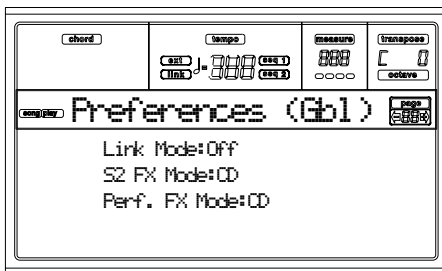 chord
tempo
measure
transpose
ext
link
seq 1
seq 2
octave
song|play
Preferences (Gbl)
page
Link Mode:Off
S2 FX Mode:CD
Perf. FX Mode:CD